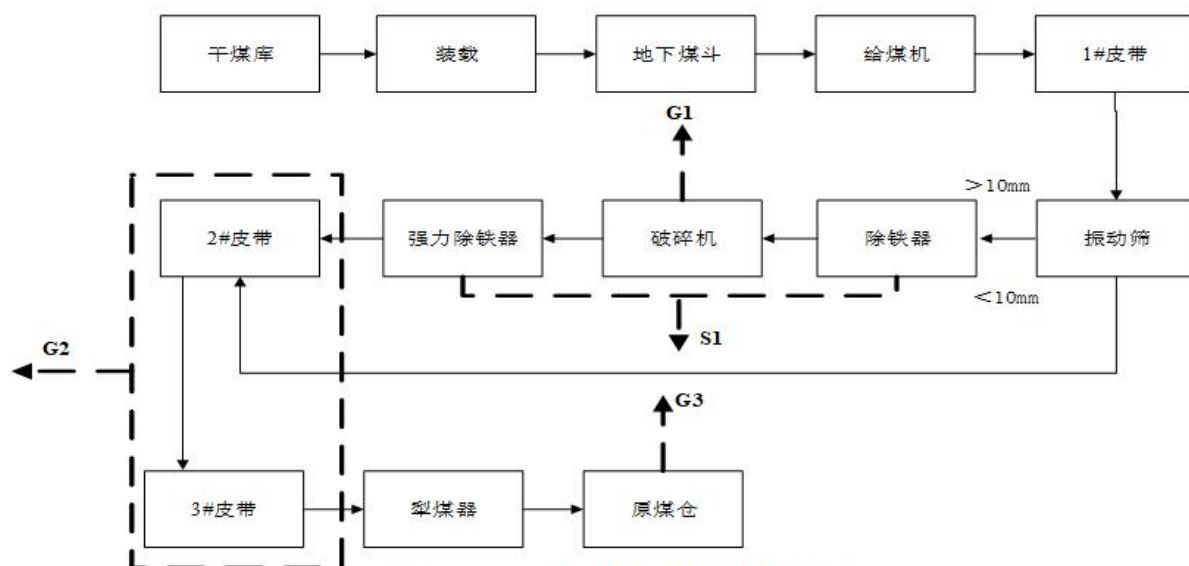 干煤库
装载
地下煤斗
给煤机
1#皮带
G1
>10mm
2#皮带
强力除铁器
破碎机
除铁器
振动筛
<10mm
G2
S1
G3
3#皮带
犁煤器
原煤仓